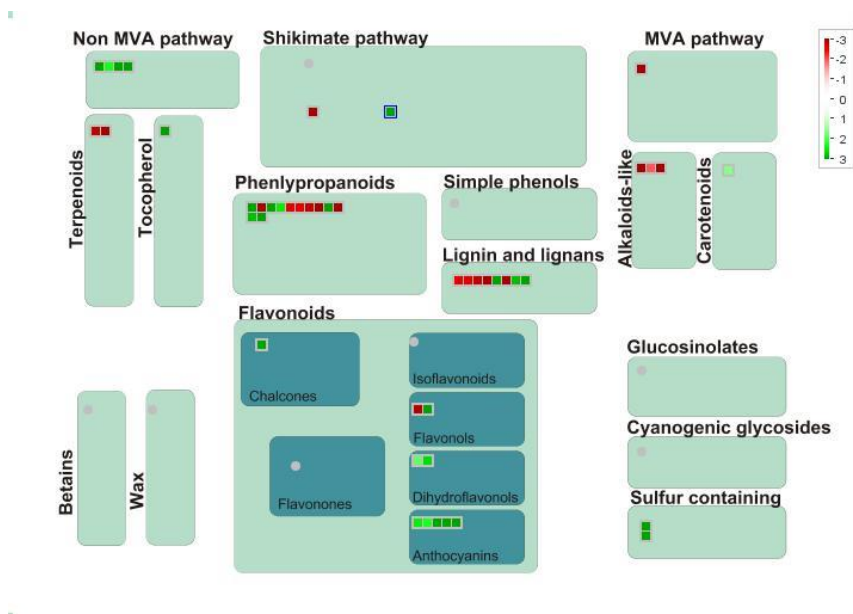 Non MVA pathway
Shikimate pathway
MVA pathway
-3
-2
-1
0
1
2
3
Terpenoids
Tocopherol
Phenlypropanoids
Simple phenols
Alkaloids-like
Carotenoids
Lignin and lignans
Flavonoids
Chalcones
Isoflavonoids
Flavonols
Flavonones
Dihydroflavonols
Anthocyanins
Glucosinolates
Cyanogenic glycosides
Sulfur containing
Betains
Wax